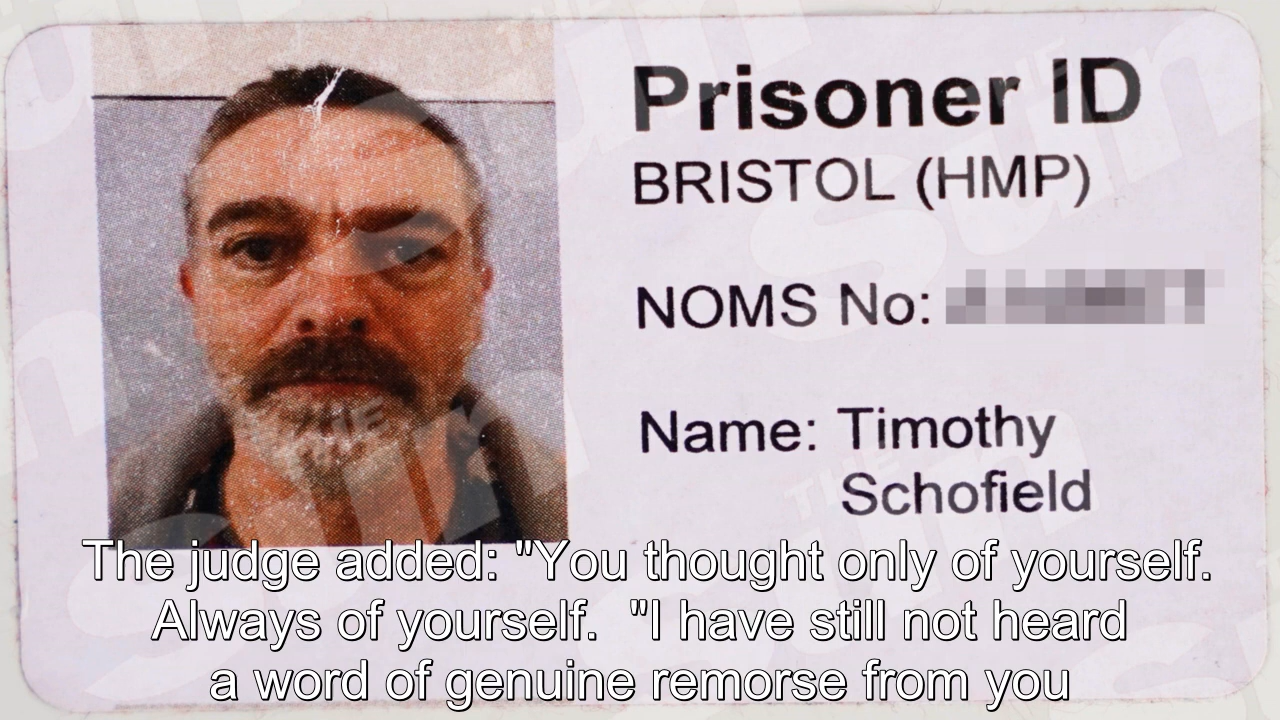 Prisoner ID
BRISTOL (HMP)
NOMS No:
Name: Timothy
Schofield
The judge added: "You thought only of yourself.
Always of yourself.  "I have still not heard
a word of genuine remorse from you